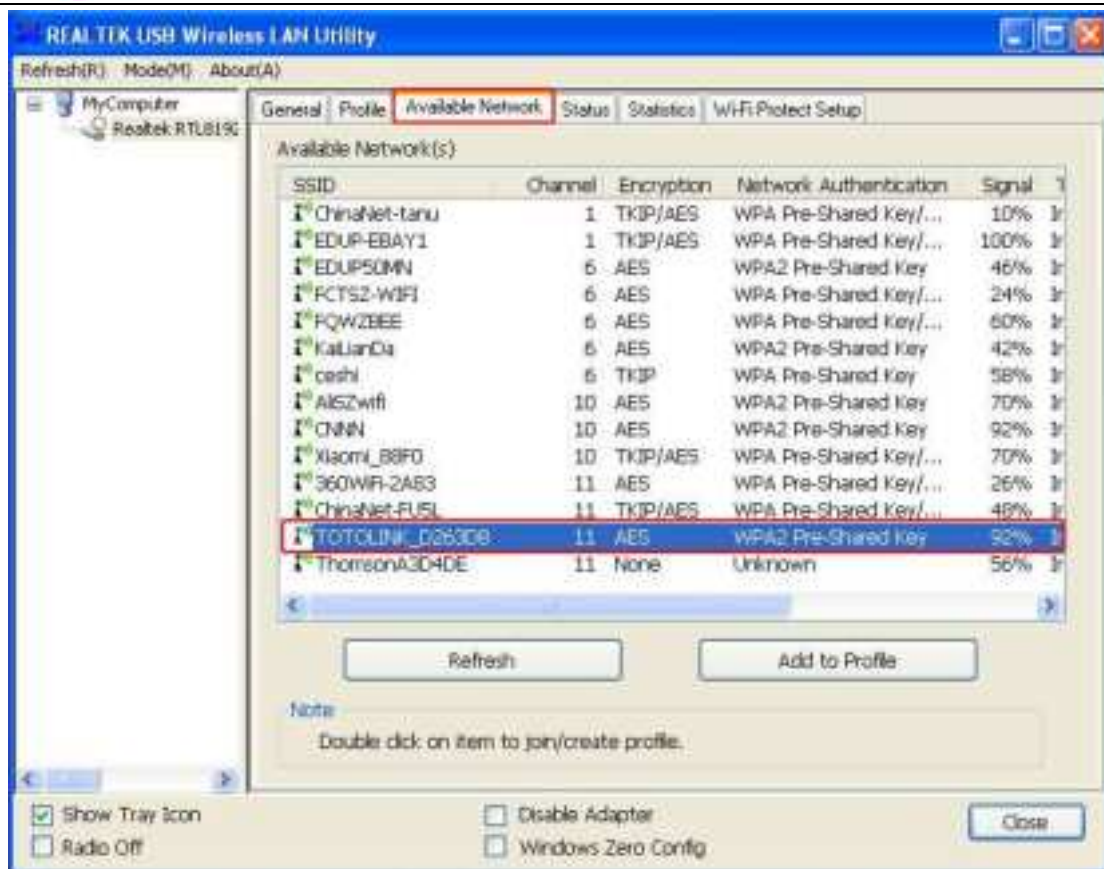 REALTEK USB Wireless LAN Utility
Refresh(R) Mode(M) About(A)
MyComputer
Realtek RTL819
General Profile Available Network Status Statistics Wi-Fi Protect Setup
Available Network(s)
SSID Channel Encryption Network Authentication Signal
ChinaNet-tanu 1 TKIP/AES WPA Pre-Shared Key/... 10%
EDUP-EBAY1 1 TKIP/AES WPA Pre-Shared Key/... 100%
6 AES WPA2 Pre-Shared Key 46%
FCTSZ-WIFI 6 AES WPA Pre-Shared Key/... 24%
6 AES WPA Pre-Shared Key/... 60%
KaiLianDa 6 AES WPA2 Pre-Shared Key 42%
ceshi 6 TKIP WPA Pre-Shared Key 58%
AliSZwifi 10 AES WPA2 Pre-Shared Key 70%
CNNN 10 AES WPA2 Pre-Shared Key 92%
Xiaomi_88F0 10 TKIP/AES WPA Pre-Shared Key/... 70%
360WiFi-2A83 11 AES WPA Pre-Shared Key/... 26%
ChinaNet-FUSL 11 TKIP/AES WPA Pre-Shared Key/... 48%
TOTOLINK_D263D8 11 AES WPA2 Pre-Shared Key 92%
ThomsonA3D4DE 11 None Unknown 56%
Refresh Add to Profile
Note
Double click on item to join/create profile.
Show Tray Icon Disable Adapter Close
Radio Off Windows Zero Config